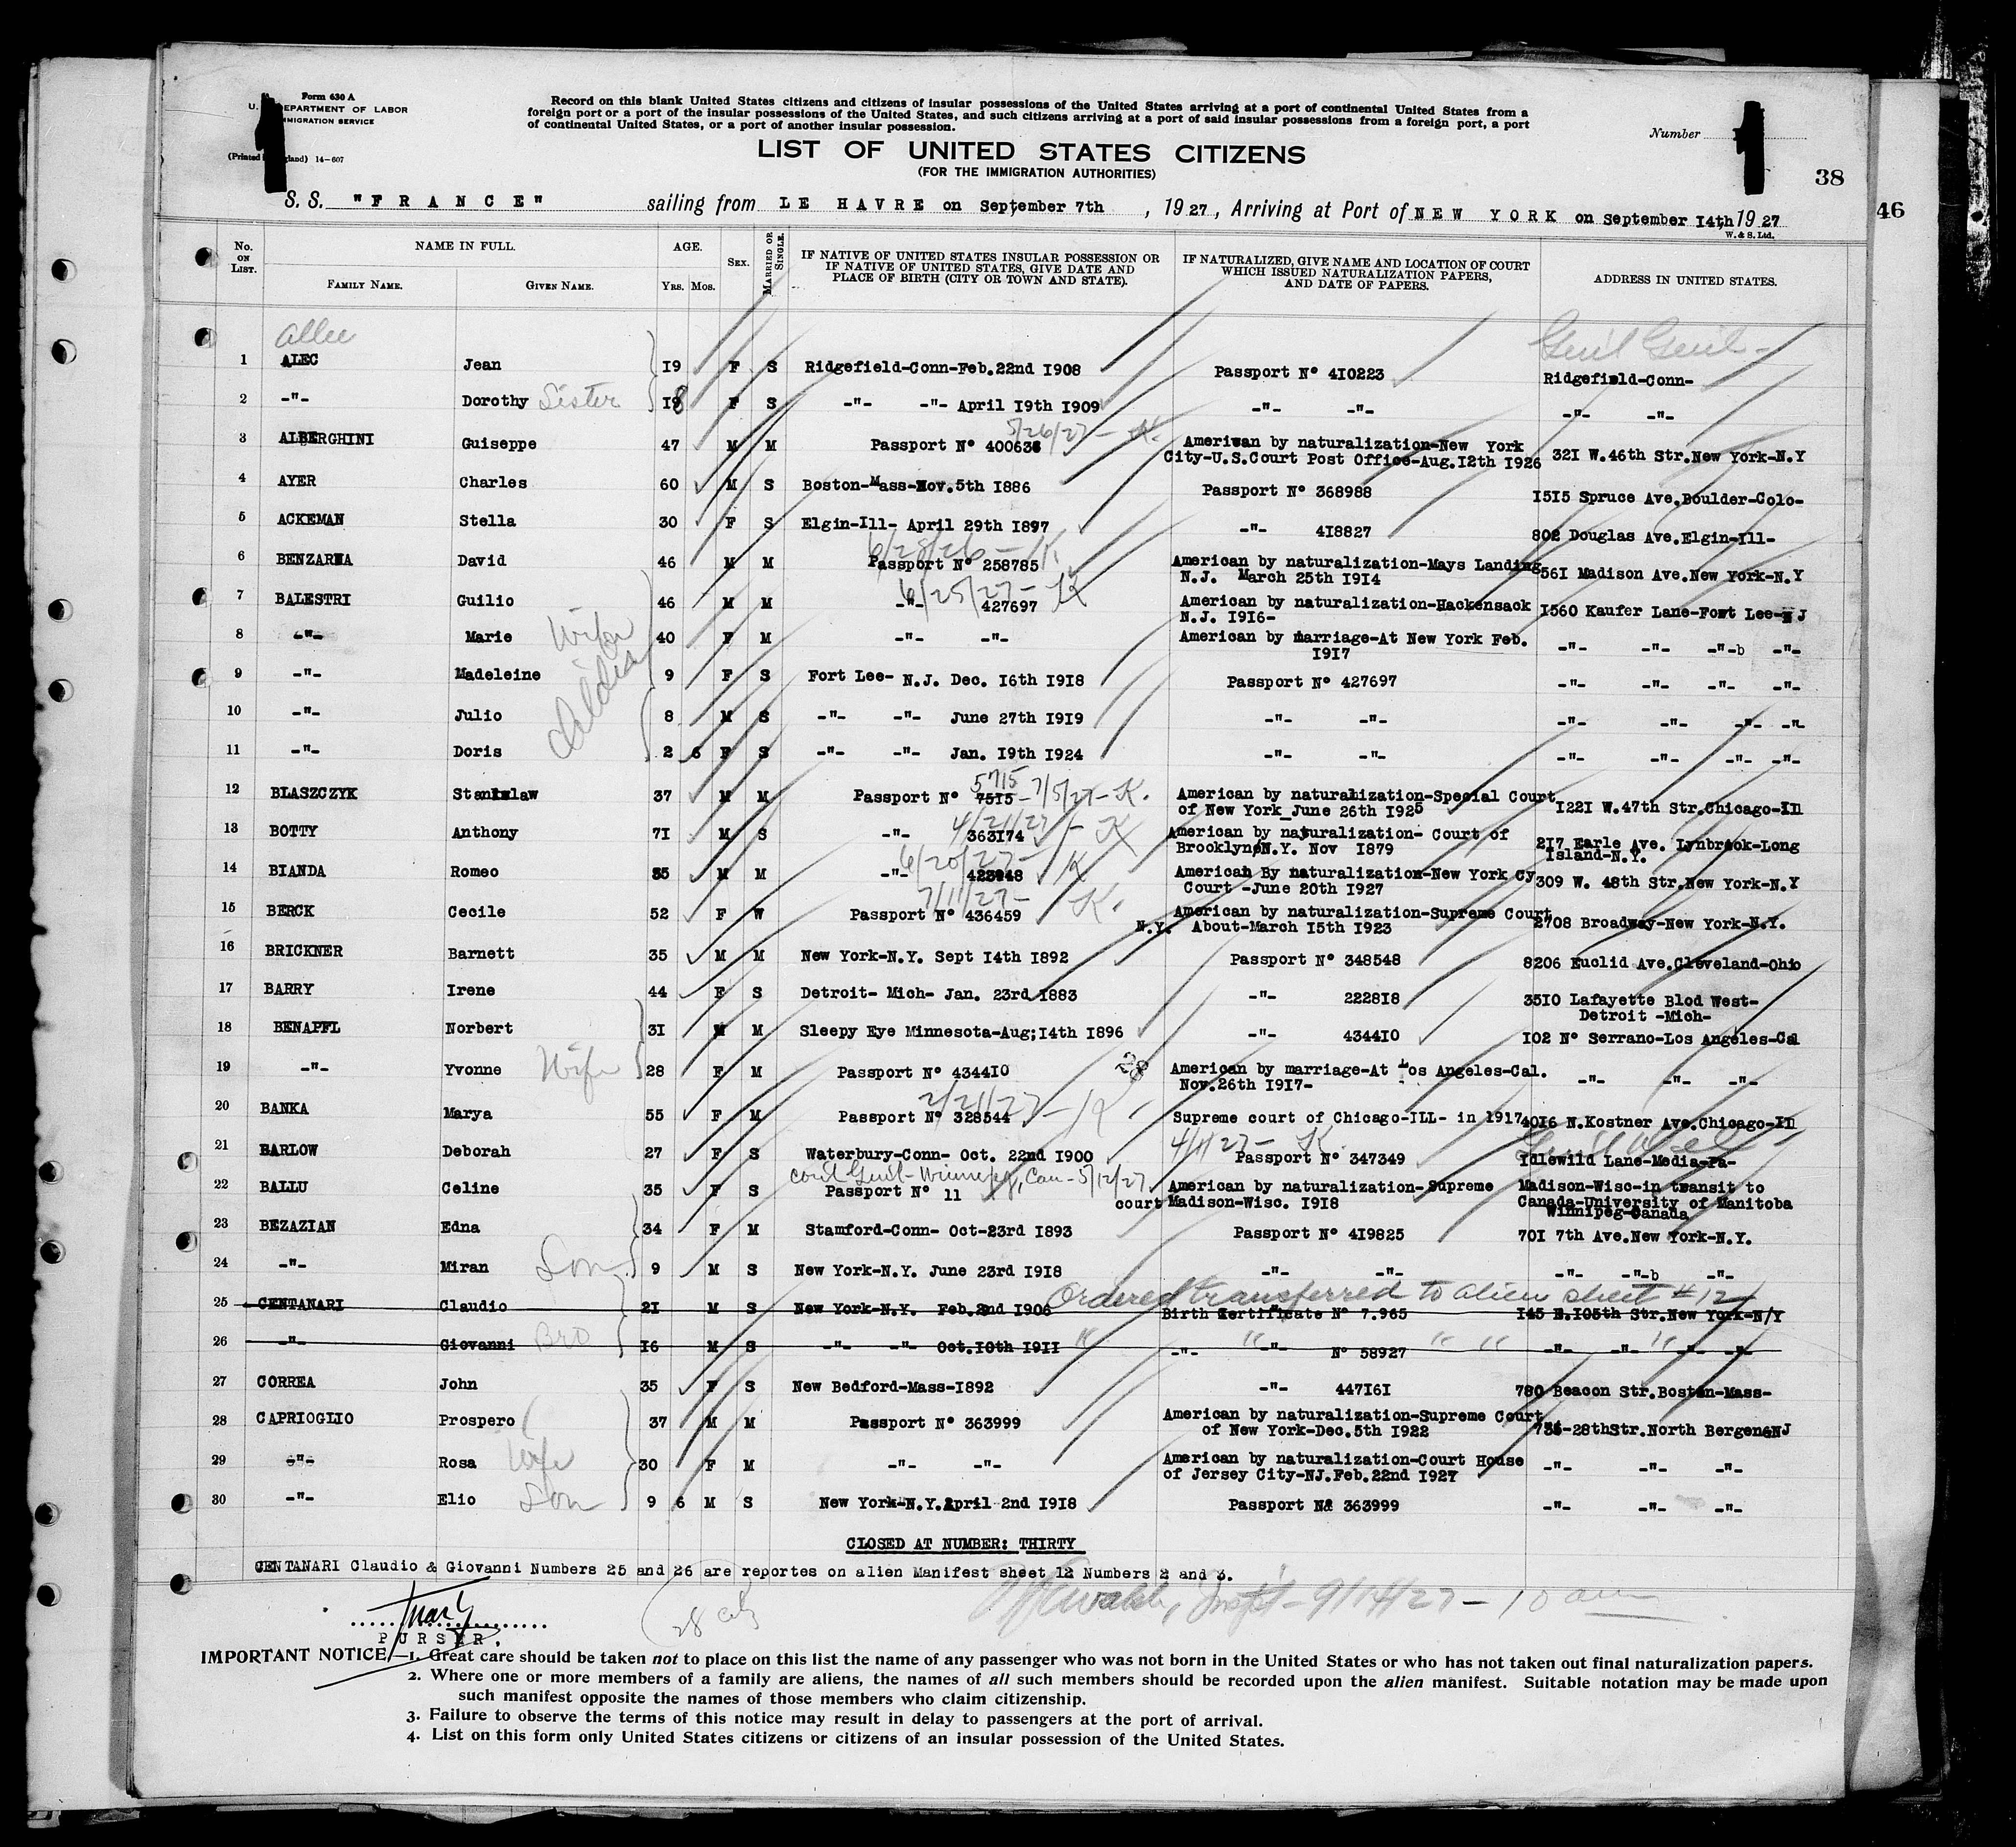 Form 630 A
U. S. DEPARTMENT OF LABOR
IMMIGRATION SERVICE
14-607
Record on this blank United States citizens and citizens of insular possessions of the United States arriving at a port of continental United States from a
foreign port or a port of the insular possessions of the United States, and such citizens arriving at a port of said insular possessions from a foreign port, a port
of continental United States, or a port of another insular possession.
Number
LIST OF UNITED STATES CITIZENS
(FOR THE IMMIGRATION AUTHORITIES)
38
46
S. S. "FRANCE" sailing from LE HAVRE on September 7th, 1927, Arriving at Port of NEW YORK on September 14th, 1927
W. & S. Ltd.
No. ON LIST. NAME IN FULL. AGE. SEX. MARRIED OR SINGLE. IF NATIVE OF UNITED STATES INSULAR POSSESSION OR IF NATIVE OF UNITED STATES, GIVE DATE AND PLACE OF BIRTH (CITY OR TOWN AND STATE). IF NATURALIZED, GIVE NAME AND LOCATION OF COURT WHICH ISSUED NATURALIZATION PAPERS, AND DATE OF PAPERS. ADDRESS IN UNITED STATES.
FAMILY NAME. GIVEN NAME. YRS. MOS.
1 ALEC Jean 19 F S Ridgefield-Conn-Feb.22nd 1908 Passport N° 410223 Ridgefield-Conn-
2 -"- Dorothy Sister 18 F S -"- -"- April 19th 1909 -"- -"- -"- -"-
5/26/27 - K.
3 ALBERGHINI Guiseppe 47 M M Passport N° 400636 Ameriwan by naturalization-New York
City-U.S.Court Post Office-Aug.12th 1926 321 W.46th Str.New York-N.Y
4 AYER Charles 60 M S Boston-Mass-Nov.5th 1886 Passport N° 368988 1515 Spruce Ave.Boulder-Colo-
5 ACKEMAN Stella 30 F S Elgin-Ill- April 29th 1897 -"- 418827 802 Douglas Ave.Elgin-Ill-
6/28/26 - K.
6 BENZARIA David 46 M M Passport N° 258785 American by naturalization-Mays Landing
N.J. March 25th 1914 561 Madison Ave.New York-N.Y
6/25/27 - K
7 BALESTRI Guilio 46 M M -"- 427697 American by naturalization-Hackensack
N.J. 1916- 1560 Kaufer Lane-Fort Lee-N J
8 -"- Marie Wife 40 F M -"- -"- American by marriage-At New York Feb.
1917 -"- -"- -"-b -"-
9 -"- Madeleine 9 F S Fort Lee- N.J. Dec. 16th 1918 Passport N° 427697 -"- -"- -"- -"-
10 -"- Julio 8 M S -"- -"- June 27th 1919 -"- -"- -"- -"- -"- -"-
11 -"- Doris 2 6 F S -"- -"- Jan. 19th 1924 -"- -"- -"- -"- -"- -"-
5715
12 BLASZCZYK Stanislaw 37 M M Passport N° 7515 - 7/5/27 - K. American by naturalization-Special Court
of New York June 26th 1925 1221 W.47th Str.Chicago-Ill
4/21/27 - K
13 BOTTY Anthony 71 M S -"- 363174 American by naturalization- Court of
Brooklyn N.Y. Nov 1879 217 Earle Ave. Lynbrook-Long
Island-N.Y.
6/20/27 - K
14 BIANDA Romeo 35 M M -"- American By naturalization-New York Cy
Court -June 20th 1927 309 W. 48th Str.New York-N.Y
7/11/27 - K.
15 BERCK Cecile 52 F W Passport N° 436459 American by naturalization-Supreme Court
N.Y. About-March 15th 1923 2708 Broadway-New York-N.Y.
16 BRICKNER Barnett 35 M M New York-N.Y. Sept 14th 1892 Passport N° 348548 8206 Euclid Ave.Cleveland-Ohio
17 BARRY Irene 44 F S Detroit- Mich- Jan. 23rd 1883 -"- 222818 3510 Lafayette Blod West-
Detroit -Mich-
18 BENAPFL Norbert 31 M M Sleepy Eye Minnesota-Aug;14th 1896 -"- 434410 102 N° Serrano-Los Angeles-Cal
19 -"- Yvonne Wife 28 F M Passport N° 434410 28 American by marriage-At Los Angeles-Cal.
Nov.26th 1917- -"- -"- -"-
2/21/27 - K
20 BANKA Marya 55 F M Passport N° 328544 Supreme court of Chicago-ILL- in 1917 4016 N.Kostner Ave.Chicago-Ill
4/1/27 - K.
21 BARLOW Deborah 27 F S Waterbury-Conn- Oct. 22nd 1900 Passport N° 347349 Idlewild Lane-Media-Pa-
Winnipeg, Can - 5/12/27.
22 BALLU Celine 35 F S Passport N° 11 American by naturalization-Supreme
court Madison-Wisc. 1918 Madison-Wisc-in transit to
Canada-University of Manitoba
Winnipeg-Canada
23 BEZAZIAN Edna 34 F M Stamford-Conn- Oct-23rd 1893 Passport N° 419825 701 7th Ave.New York-N.Y.
24 -"- Miran Son 9 M S New York-N.Y. June 23rd 1918 -"- -"- -"- -"-b -"-
Ordered transferred to alien sheet # 12
25 CENTANARI Claudio 21 M S New York-N.Y. Feb.2nd 1906 Birth Certificate N° 7.965 145 E.105th Str.New York-N/Y
26 -"- Giovanni Bro 16 M S -"- -"- Oct.10th 1911 -"- -"- N° 58927 -"- -"- -"- -"-
27 CORREA John 35 F S New Bedford-Mass-1892 -"- 447161 780 Beacon Str.Boston-Mass-
28 CAPRIOGLIO Prospero 37 M M Passport N° 363999 American by naturalization-Supreme Court
of New York-Dec.5th 1922 -28thStr.North Bergen NJ
29 -"- Rosa Wife 30 F M -"- -"- American by naturalization-Court House
of Jersey City-NJ.Feb.22nd 1927 -"- -"- -"-
30 -"- Elio Son 9 6 M S New York-N.Y.April 2nd 1918 Passport N° 363999 -"- -"- -"-
CLOSED AT NUMBER: THIRTY
CENTANARI Claudio & Giovanni Numbers 25 and 26 are reportes on alien Manifest sheet 12 Numbers 2 and 3.
Insp't - 9/14/27 - 10 am
PURSER.
IMPORTANT NOTICE—1. Great care should be taken not to place on this list the name of any passenger who was not born in the United States or who has not taken out final naturalization papers.
2. Where one or more members of a family are aliens, the names of all such members should be recorded upon the alien manifest. Suitable notation may be made upon
such manifest opposite the names of those members who claim citizenship.
3. Failure to observe the terms of this notice may result in delay to passengers at the port of arrival.
4. List on this form only United States citizens or citizens of an insular possession of the United States.